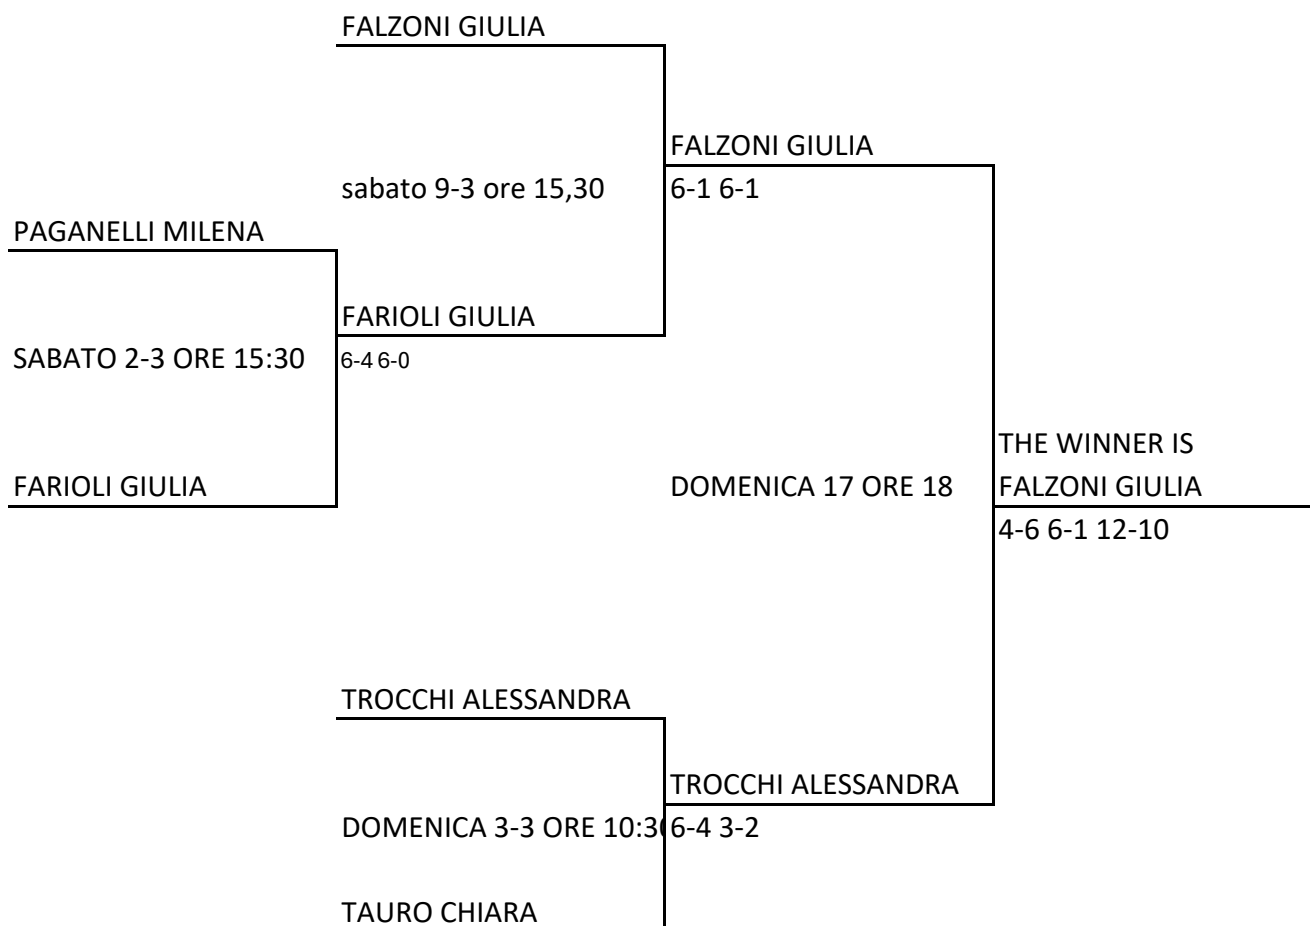 FALZONI GIULIA
FALZONI GIULIA
sabato 9-3 ore 15,30
6-1 6-1
PAGANELLI MILENA
FARIOLI GIULIA
SABATO 2-3 ORE 15:30
6-4 6-0
THE WINNER IS
FARIOLI GIULIA
DOMENICA 17 ORE 18
FALZONI GIULIA
4-6 6-1 12-10
TROCCHI ALESSANDRA
TROCCHI ALESSANDRA
DOMENICA 3-3 ORE 10:30
6-4 3-2
TAURO CHIARA